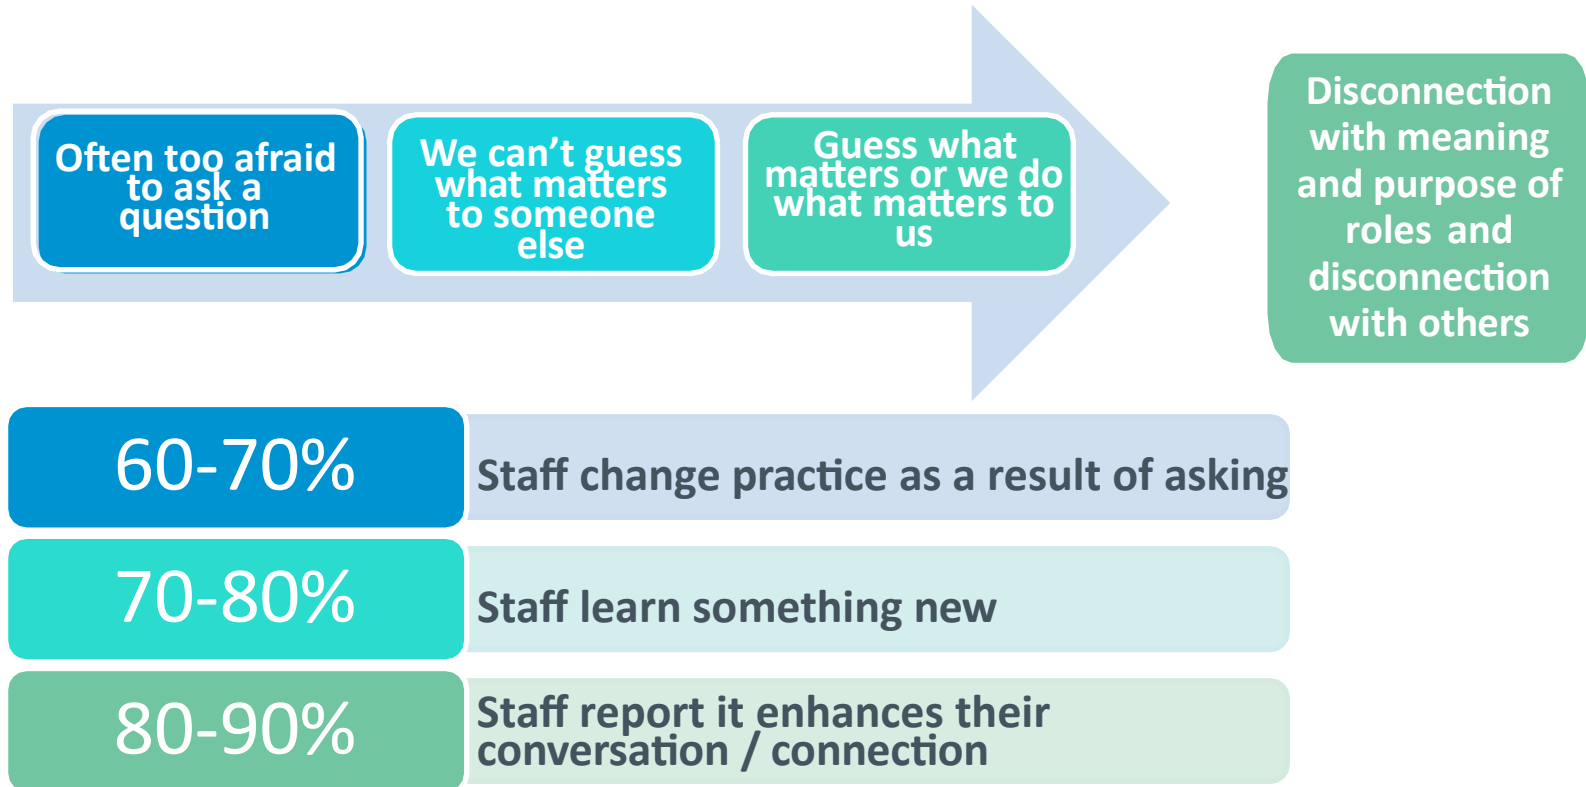 Often too afraid
to ask a
question
We can’t guess
what matters
to someone
else
Guess what
matters or we do
what matters to
us
Disconnection
with meaning
and purpose of
roles and
disconnection
with others
60-70%
Staff change practice as a result of asking
70-80%
Staff learn something new
80-90%
Staff report it enhances their
conversation / connection